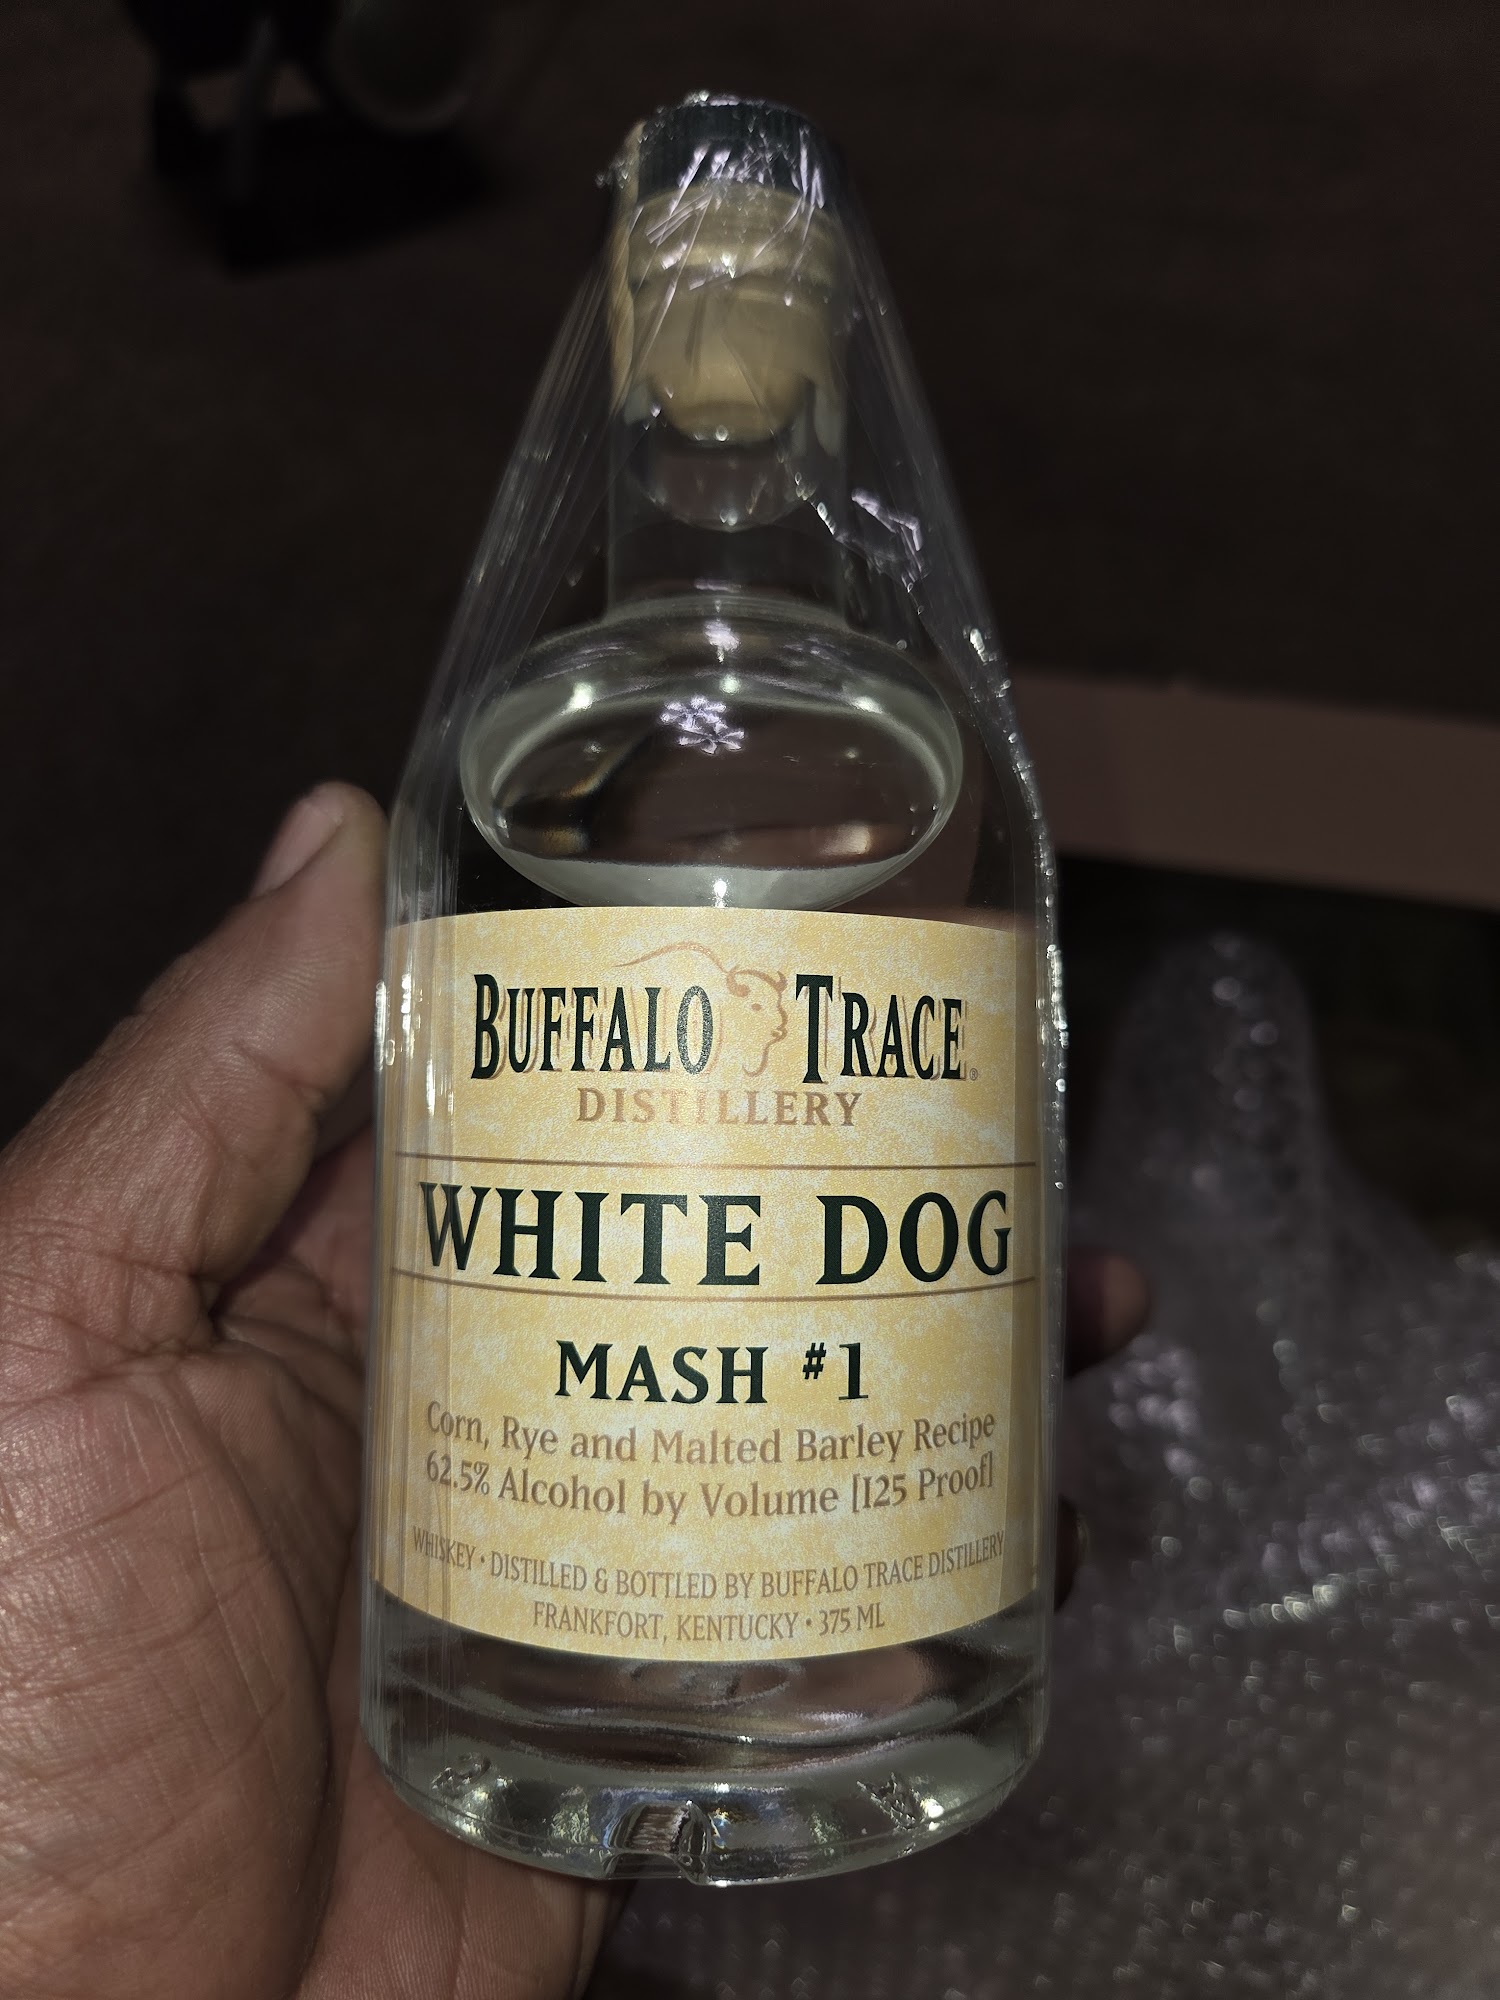 BUFFALO TRACE®
DISTILLERY
WHITE DOG
MASH #1
Corn, Rye and Malted Barley Recipe
62.5% Alcohol by Volume [125 Proof]
WHISKEY • DISTILLED & BOTTLED BY BUFFALO TRACE DISTILLERY
FRANKFORT, KENTUCKY • 375 ML